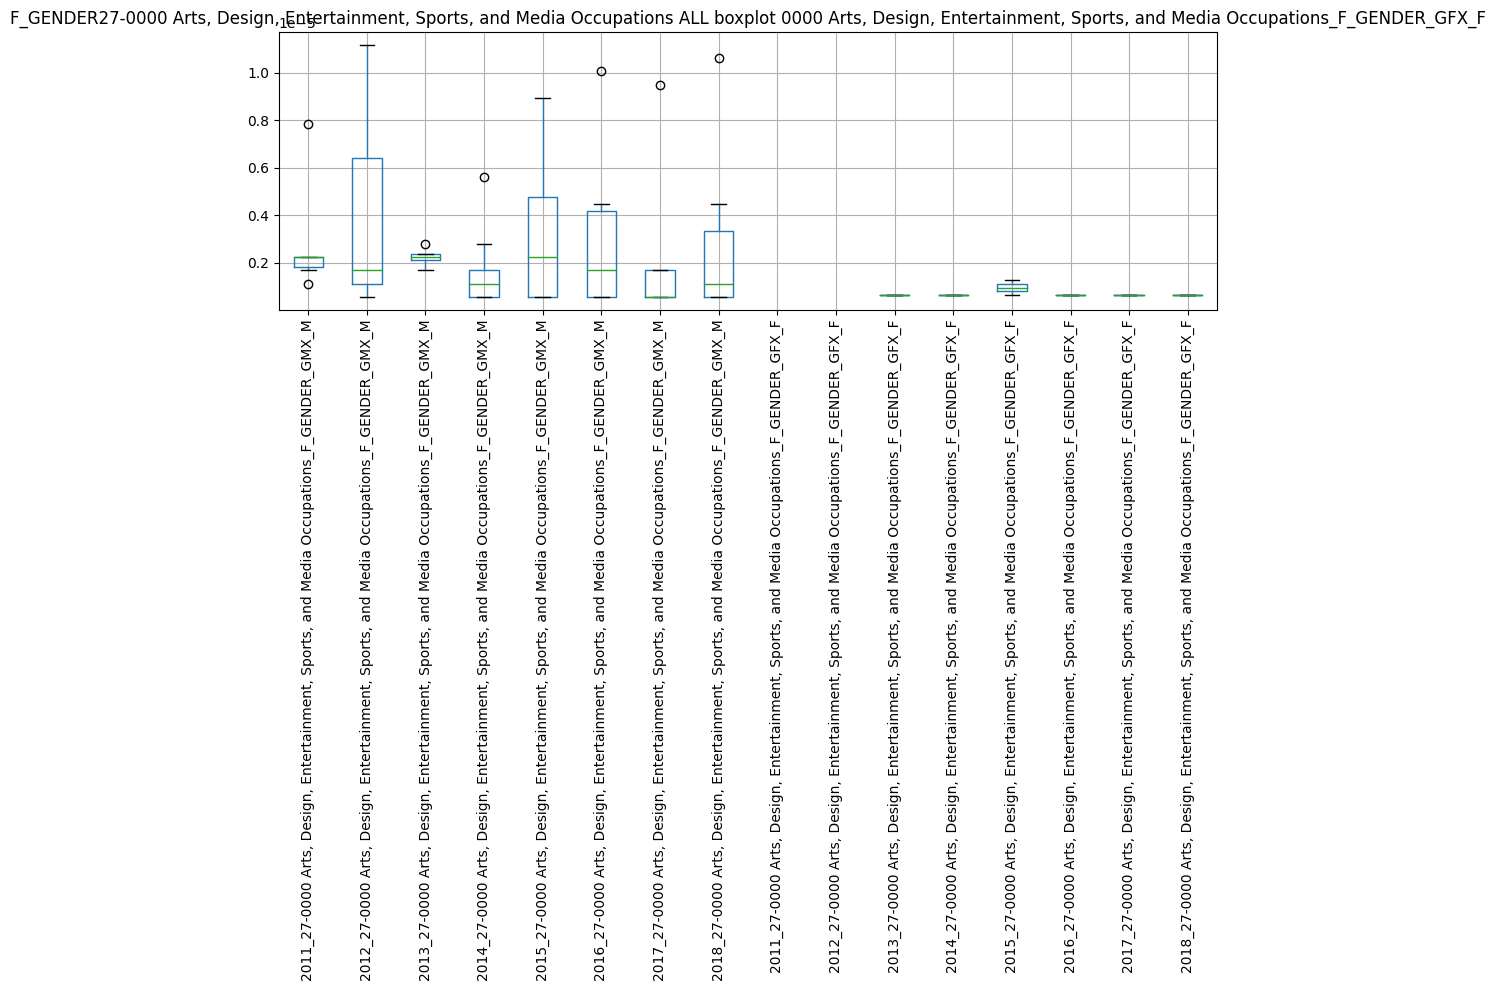 F_GENDER27-0000 Arts, Design, Entertainment, Sports, and Media Occupations ALL boxplot 0000 Arts, Design, Entertainment, Sports, and Media Occupations_F_GENDER_GFX_F
1e−5
1.0
0.8
0.6
0.4
0.2
2011_27-0000 Arts, Design, Entertainment, Sports, and Media Occupations_F_GENDER_GMX_M
2012_27-0000 Arts, Design, Entertainment, Sports, and Media Occupations_F_GENDER_GMX_M
2013_27-0000 Arts, Design, Entertainment, Sports, and Media Occupations_F_GENDER_GMX_M
2014_27-0000 Arts, Design, Entertainment, Sports, and Media Occupations_F_GENDER_GMX_M
2015_27-0000 Arts, Design, Entertainment, Sports, and Media Occupations_F_GENDER_GMX_M
2016_27-0000 Arts, Design, Entertainment, Sports, and Media Occupations_F_GENDER_GMX_M
2017_27-0000 Arts, Design, Entertainment, Sports, and Media Occupations_F_GENDER_GMX_M
2018_27-0000 Arts, Design, Entertainment, Sports, and Media Occupations_F_GENDER_GMX_M
2011_27-0000 Arts, Design, Entertainment, Sports, and Media Occupations_F_GENDER_GFX_F
2012_27-0000 Arts, Design, Entertainment, Sports, and Media Occupations_F_GENDER_GFX_F
2013_27-0000 Arts, Design, Entertainment, Sports, and Media Occupations_F_GENDER_GFX_F
2014_27-0000 Arts, Design, Entertainment, Sports, and Media Occupations_F_GENDER_GFX_F
2015_27-0000 Arts, Design, Entertainment, Sports, and Media Occupations_F_GENDER_GFX_F
2016_27-0000 Arts, Design, Entertainment, Sports, and Media Occupations_F_GENDER_GFX_F
2017_27-0000 Arts, Design, Entertainment, Sports, and Media Occupations_F_GENDER_GFX_F
2018_27-0000 Arts, Design, Entertainment, Sports, and Media Occupations_F_GENDER_GFX_F